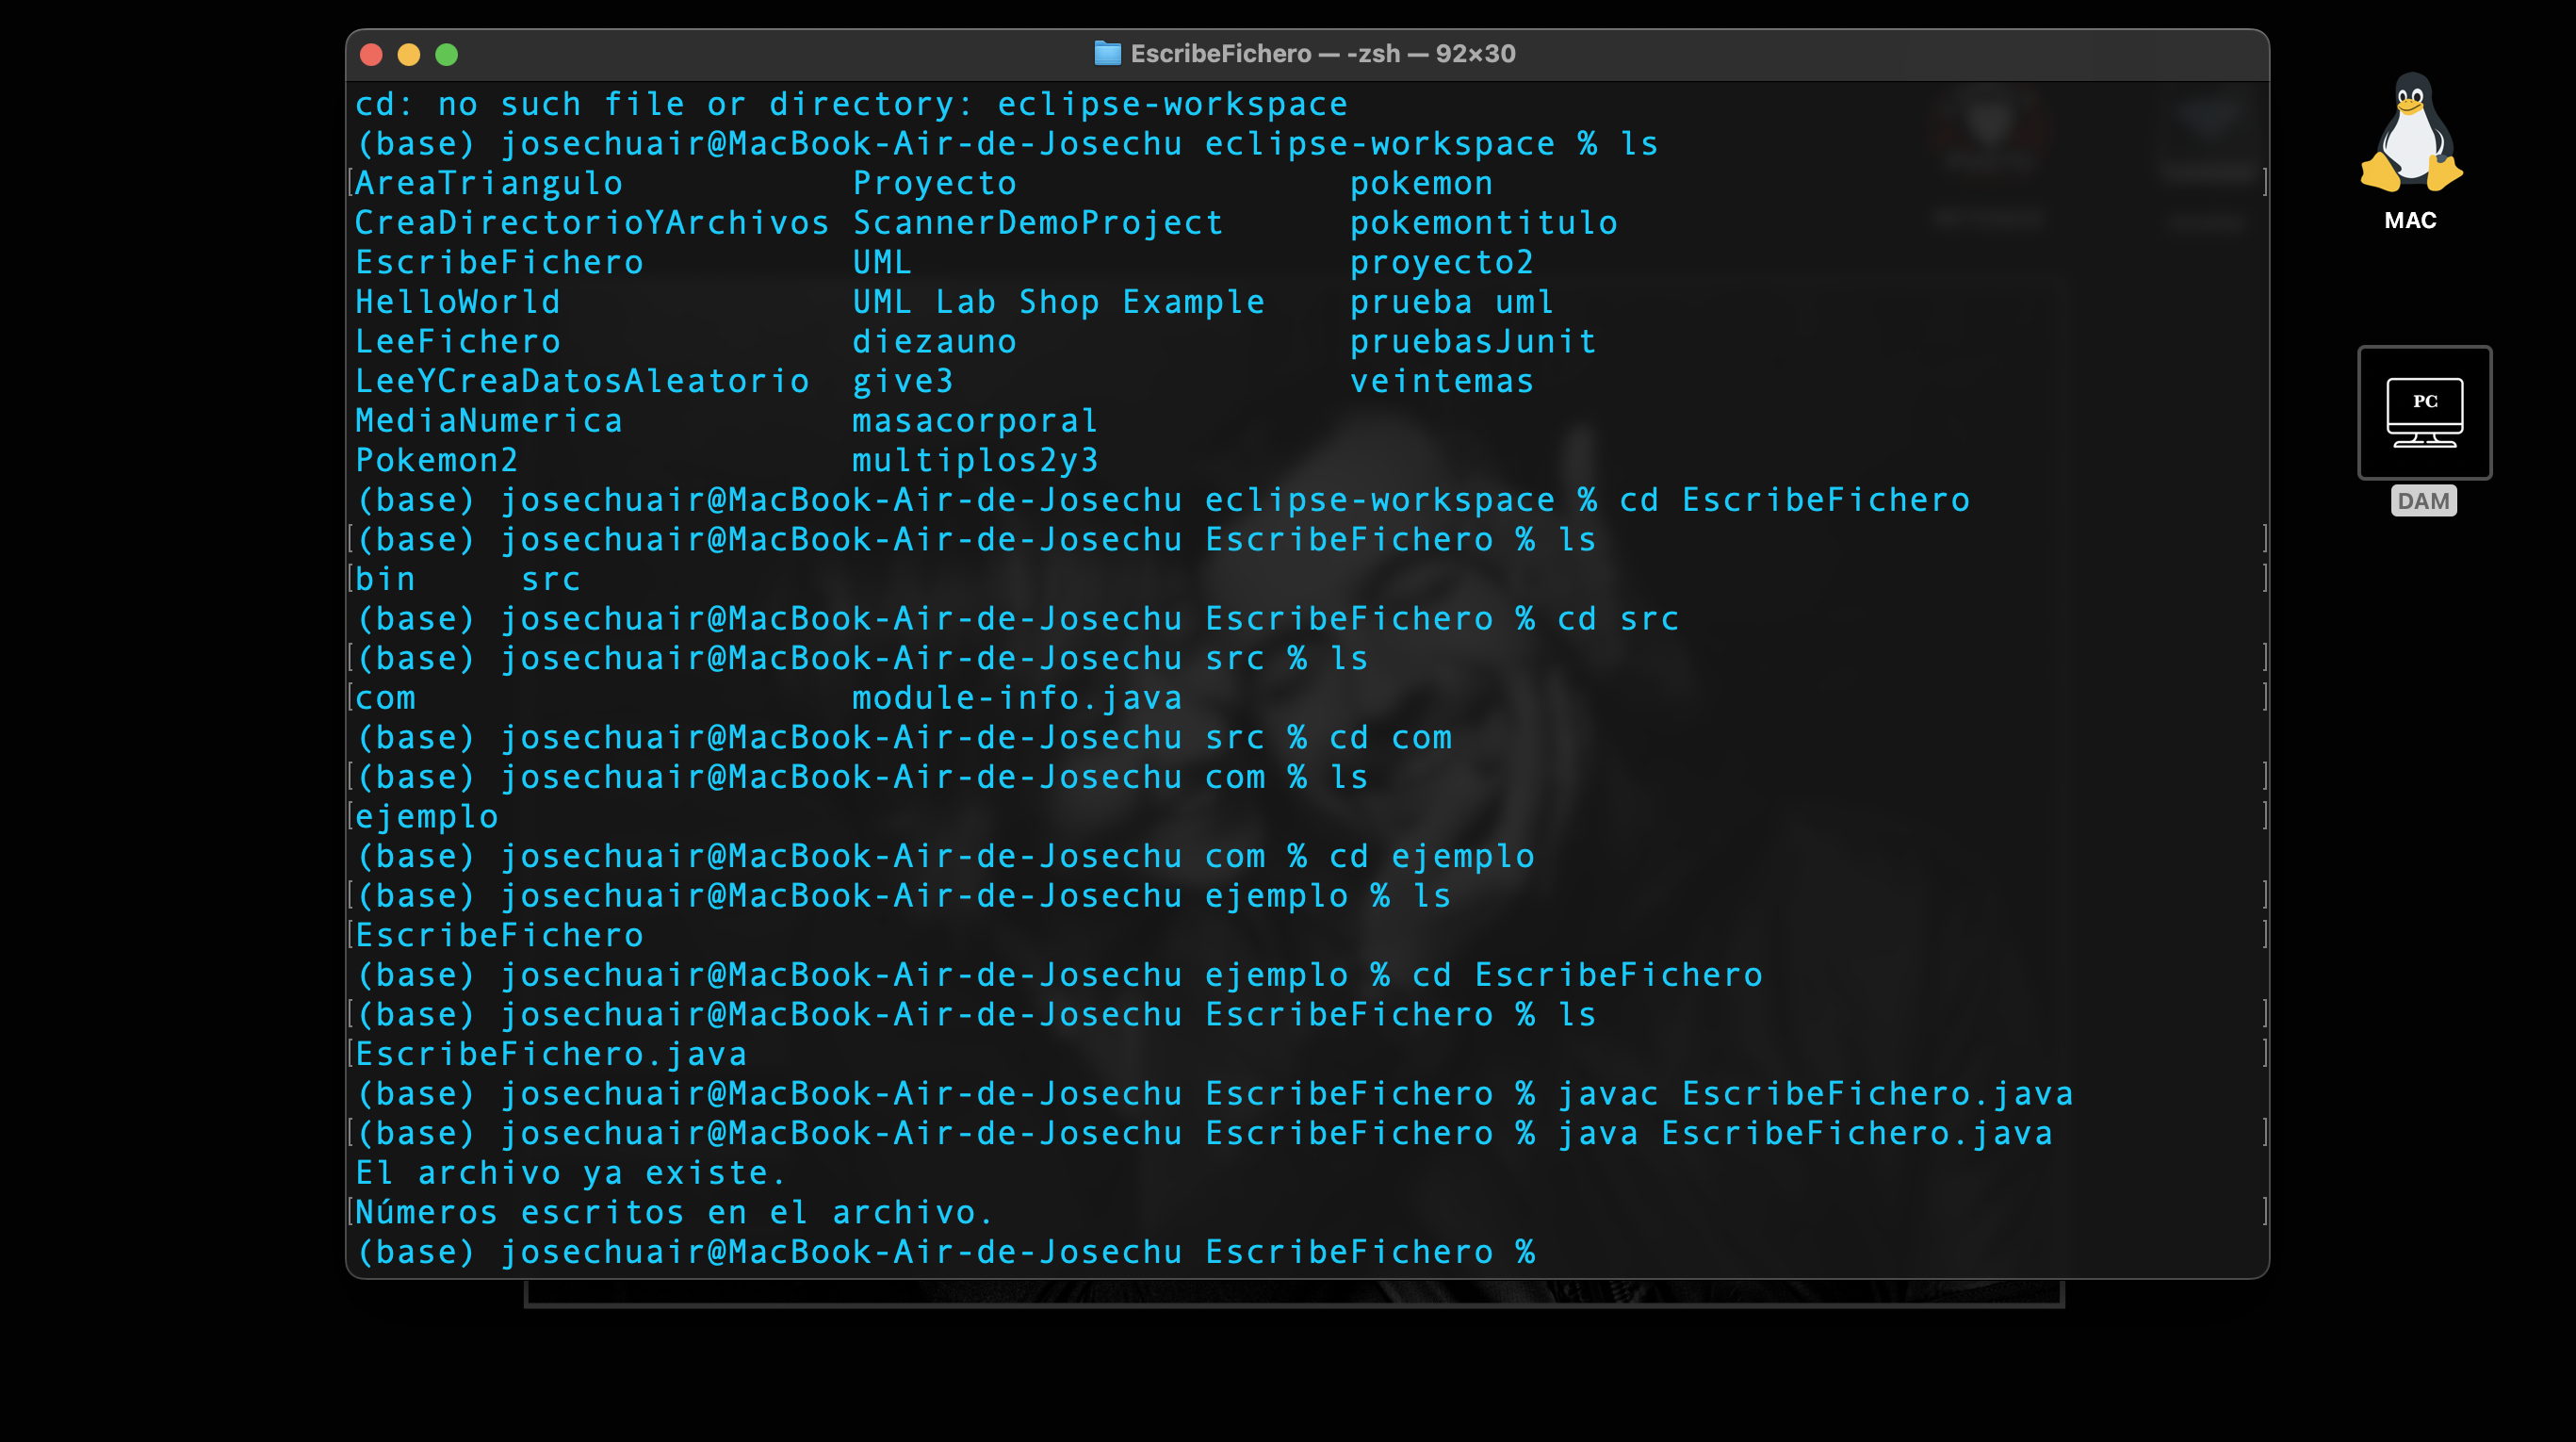 EscribeFichero — -zsh — 92×30
cd: no such file or directory: eclipse-workspace
(base) josechuair@MacBook-Air-de-Josechu eclipse-workspace % ls
AreaTriangulo Proyecto pokemon
CreaDirectorioYArchivos ScannerDemoProject pokemontitulo
EscribeFichero UML proyecto2
HelloWorld UML Lab Shop Example prueba uml
LeeFichero diezauno pruebasJunit
LeeYCreaDatosAleatorio give3 veintemas
MediaNumerica masacorporal
Pokemon2 multiplos2y3
(base) josechuair@MacBook-Air-de-Josechu eclipse-workspace % cd EscribeFichero
[(base) josechuair@MacBook-Air-de-Josechu EscribeFichero % ls ]
[bin src ]
(base) josechuair@MacBook-Air-de-Josechu EscribeFichero % cd src
[(base) josechuair@MacBook-Air-de-Josechu src % ls ]
[com module-info.java ]
(base) josechuair@MacBook-Air-de-Josechu src % cd com
[(base) josechuair@MacBook-Air-de-Josechu com % ls ]
[ejemplo ]
(base) josechuair@MacBook-Air-de-Josechu com % cd ejemplo
[(base) josechuair@MacBook-Air-de-Josechu ejemplo % ls ]
[EscribeFichero ]
(base) josechuair@MacBook-Air-de-Josechu ejemplo % cd EscribeFichero
[(base) josechuair@MacBook-Air-de-Josechu EscribeFichero % ls ]
[EscribeFichero.java ]
(base) josechuair@MacBook-Air-de-Josechu EscribeFichero % javac EscribeFichero.java
[(base) josechuair@MacBook-Air-de-Josechu EscribeFichero % java EscribeFichero.java ]
El archivo ya existe.
[Números escritos en el archivo. ]
(base) josechuair@MacBook-Air-de-Josechu EscribeFichero %
MAC
PC
DAM